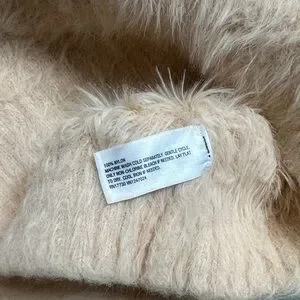 100% NYLON
MACHINE WASH COLD SEPARATELY, GENTLE CYCLE.
ONLY NON-CHLORINE BLEACH IF NEEDED. LAY FLAT
TO DRY. COOL IRON IF NEEDED.